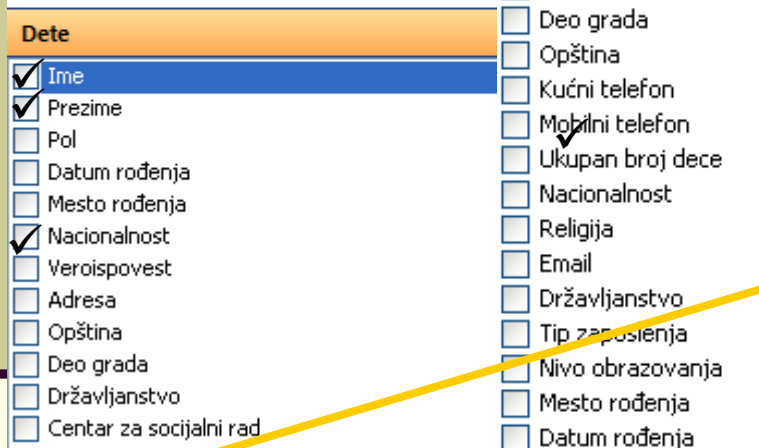 Dete
Ime
Prezime
Pol
Datum rođenja
Mesto rođenja
Nacionalnost
Veroispovest
Adresa
Opština
Deo grada
Državljanstvo
Centar za socijalni rad
Deo grada
Opština
Kućni telefon
Mobilni telefon
Ukupan broj dece
Nacionalnost
Religija
Email
Državljanstvo
Tip zaposlenja
Nivo obrazovanja
Mesto rođenja
Datum rođenja